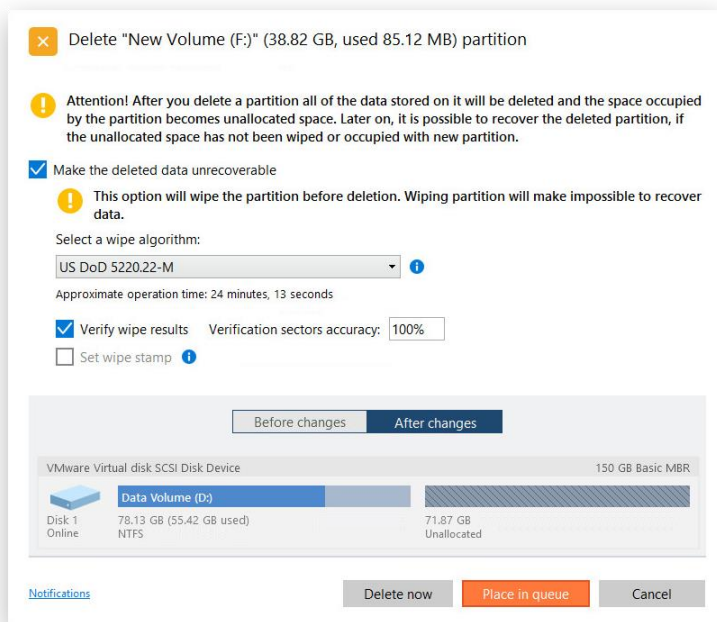 Delete "New Volume (F:)" (38.82 GB, used 85.12 MB) partition
Attention! After you delete a partition all of the data stored on it will be deleted and the space occupied
by the partition becomes unallocated space. Later on, it is possible to recover the deleted partition, if
the unallocated space has not been wiped or occupied with new partition.
Make the deleted data unrecoverable
This option will wipe the partition before deletion. Wiping partition will make impossible to recover
data.
Select a wipe algorithm:
US DoD 5220.22-M
Approximate operation time: 24 minutes, 13 seconds
Verify wipe results Verification sectors accuracy: 100%
Set wipe stamp
Before changes After changes
VMware Virtual disk SCSI Disk Device 150 GB Basic MBR
Data Volume (D:)
Disk 1 78.13 GB (55.42 GB used) 71.87 GB
Online NTFS Unallocated
Notifications Delete now Place in queue Cancel